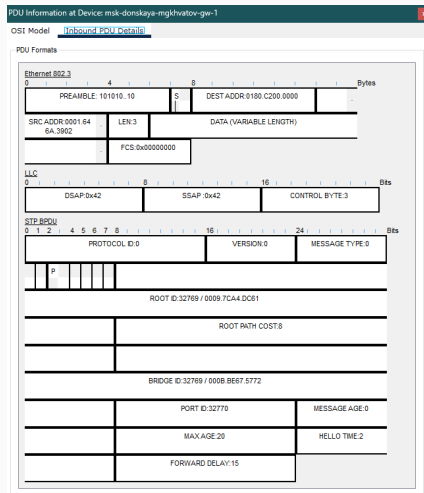 PDU Information at Device: msk-donskaya-mgkhvatov-gw-1
OSI Model Inbound PDU Details
PDU Formats
Ethernet 802.3
0 4 8 Bytes
PREAMBLE: 101010..10 S DEST ADDR:0180.C200.0000
SRC ADDR:0001.64 LEN:3 DATA (VARIABLE LENGTH)
6A.3902
FCS:0x00000000
LLC
0 8 16 Bits
DSAP:0x42 SSAP :0x42 CONTROL BYTE:3
STP BPDU
0 1 2 4 5 6 7 8 16 24 Bits
PROTOCOL ID:0 VERSION:0 MESSAGE TYPE:0
P
ROOT ID:32769 / 0009.7CA4.DC61
ROOT PATH COST:8
BRIDGE ID:32769 / 000B.BE67.5772
PORT ID:32770 MESSAGE AGE:0
MAX AGE:20 HELLO TIME:2
FORWARD DELAY:15